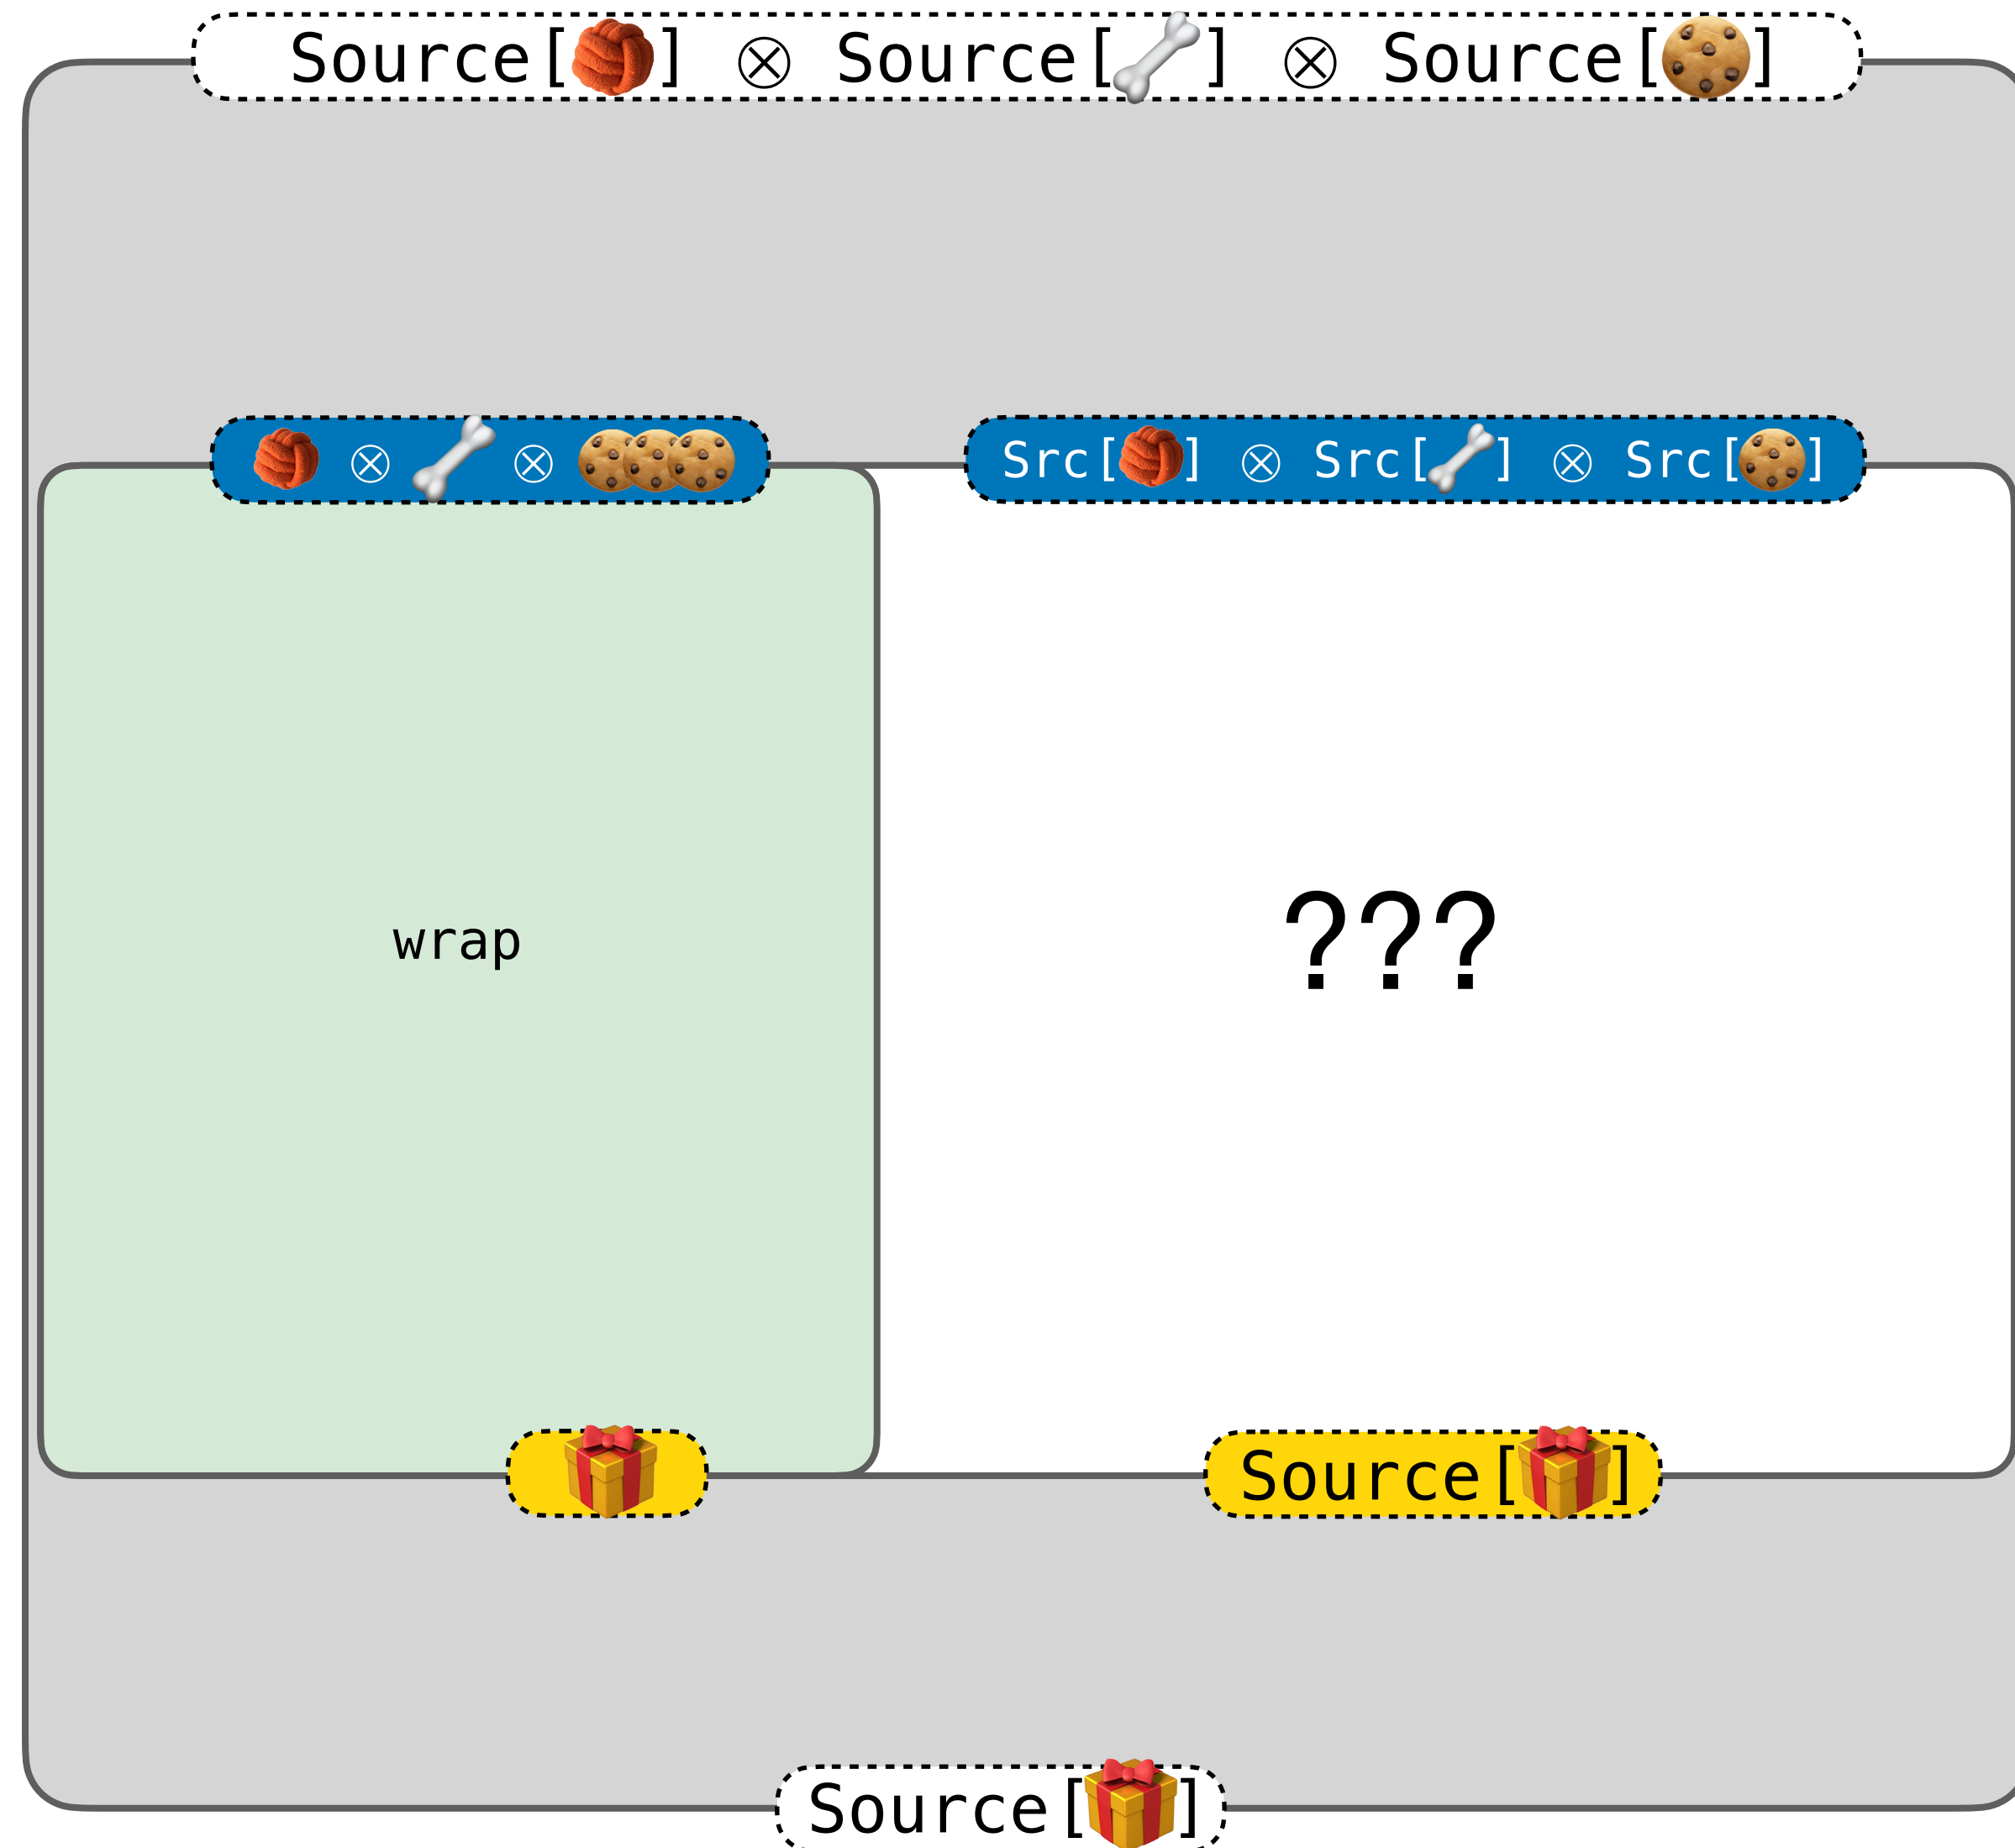 Source[🧶] ⊗ Source[🦴] ⊗ Source[🍪]
🧶 ⊗ 🦴 ⊗ 🍪🍪🍪
Src[🧶] ⊗ Src[🦴] ⊗ Src[🍪]
wrap
???
🎁
Source[🎁]
Source[🎁]